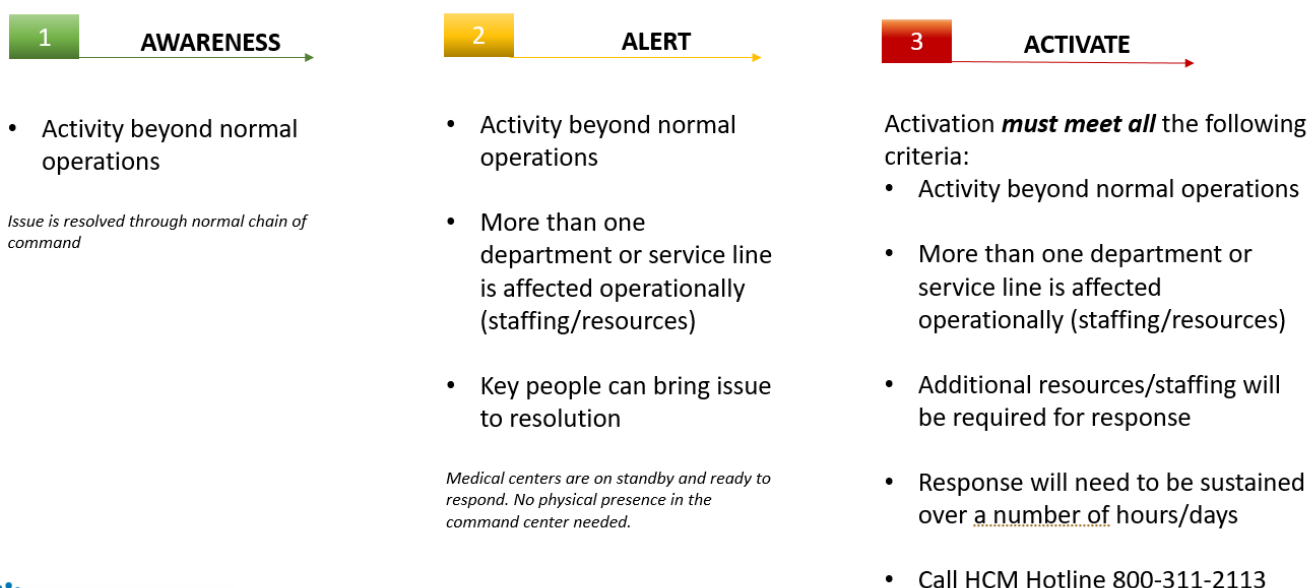 1 AWARENESS
• Activity beyond normal
operations
Issue is resolved through normal chain of
command
2 ALERT
• Activity beyond normal
operations
• More than one
department or service line
is affected operationally
(staffing/resources)
• Key people can bring issue
to resolution
Medical centers are on standby and ready to
respond. No physical presence in the
command center needed.
3 ACTIVATE
Activation must meet all the following
criteria:
• Activity beyond normal operations
• More than one department or
service line is affected
operationally (staffing/resources)
• Additional resources/staffing will
be required for response
• Response will need to be sustained
over a number of hours/days
• Call HCM Hotline 800-311-2113